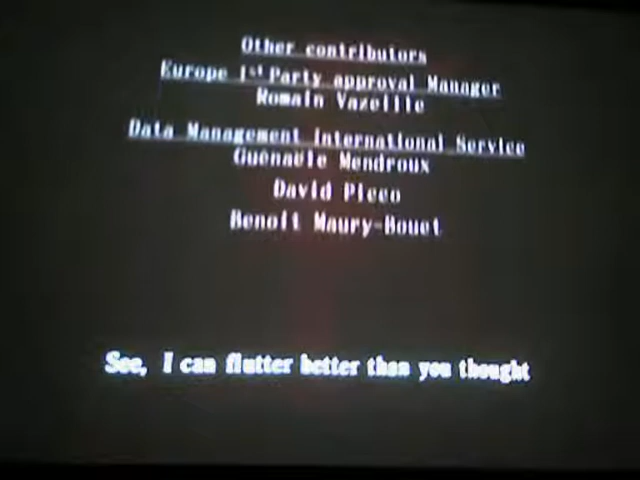 Other contributors
Europe 1st Party approval Manager
Romain Vazeille
Data Management International Service
Guénaële Mendroux
David Picco
Benoit Maury-Bouet
See, I can flutter better than you thought